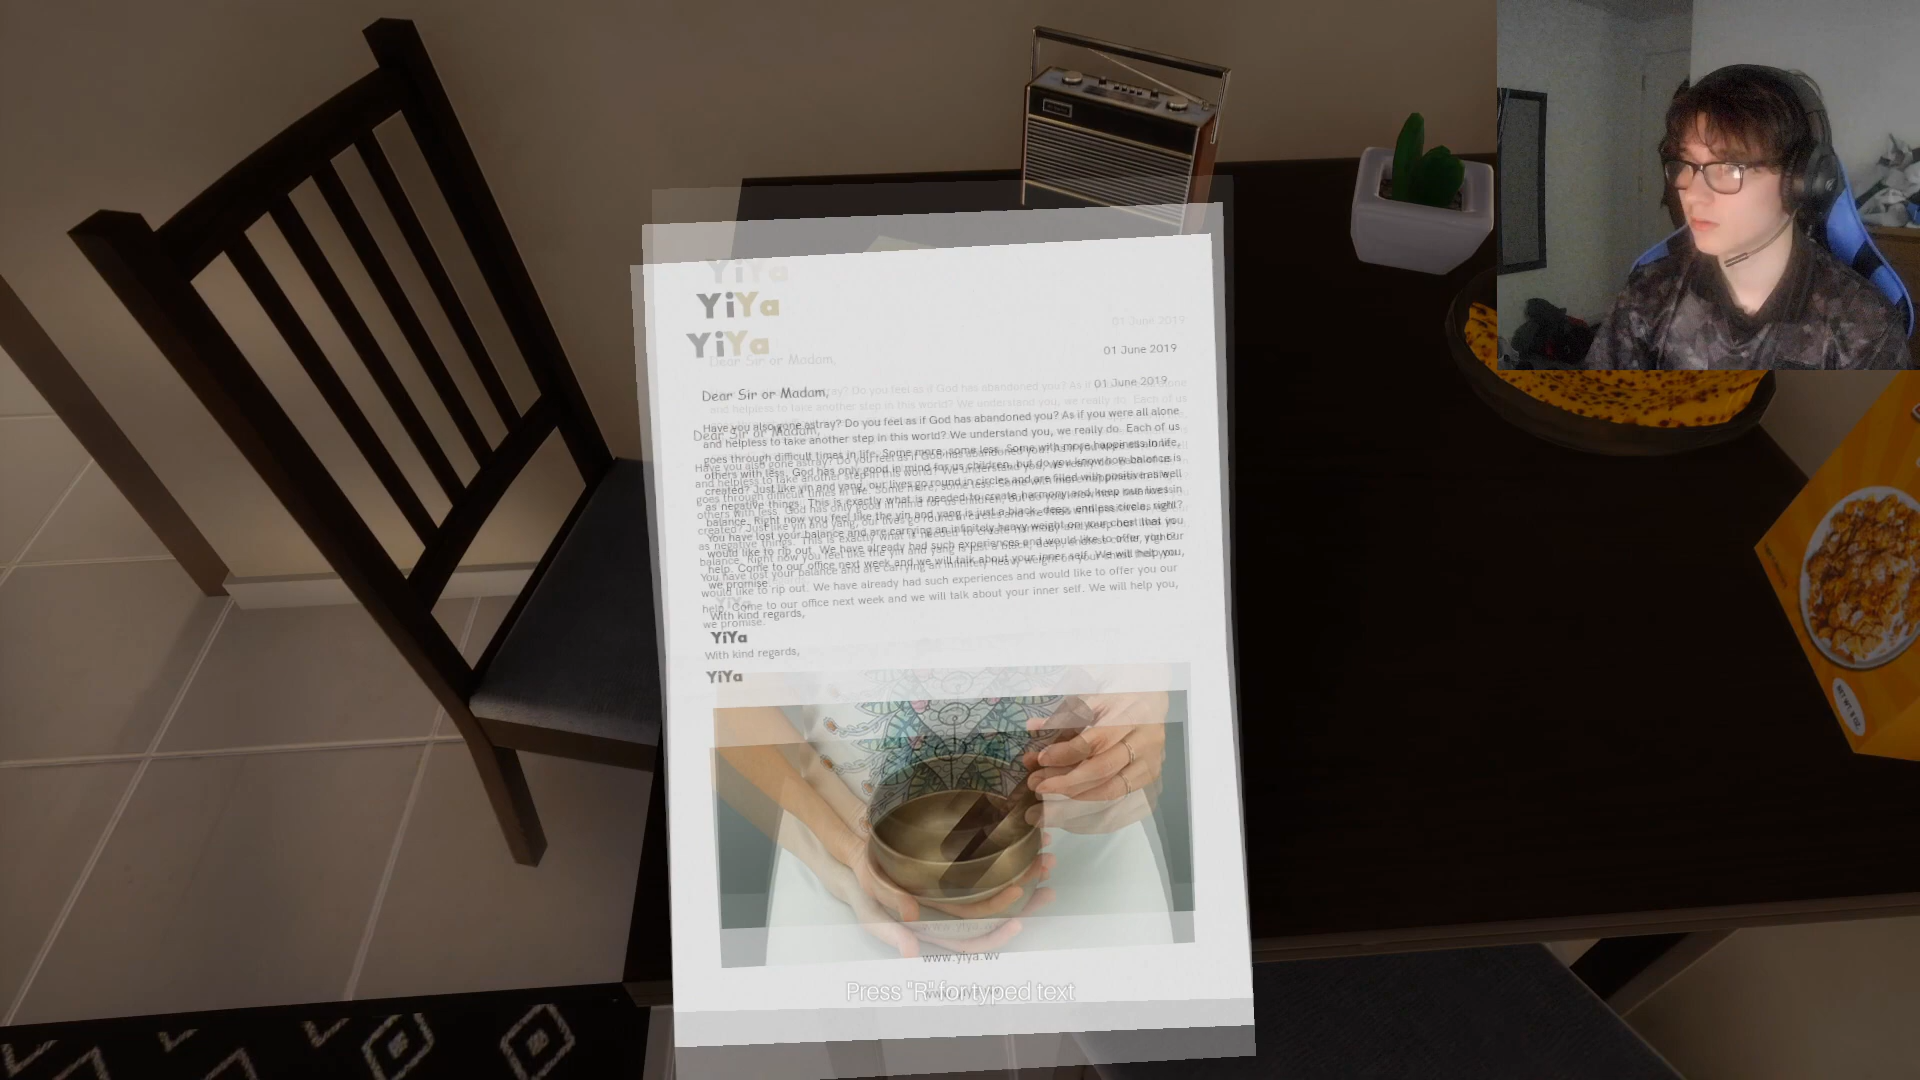 YiYa
01 June 2019
Dear Sir or Madam,
Have you also gone astray? Do you feel as if God has abandoned you? As if you were all alone
and helpless to take another step in this world? We understand you, we really do. Each of us
goes through difficult times in life. Some more, some less. Some with more happiness in life,
others with less. God has only good in mind for us children, but do you know how balance is
created? Just like yin and yang, our lives go round in circles and are filled with positive as well
as negative things. This is exactly what is needed to create harmony and keep our lives in
balance. Right now you feel like the yin and yang is just a black, deep, endless circle, right?
You have lost your balance and are carrying an infinitely heavy weight on your chest that you
would like to rip out. We have already had such experiences and would like to offer you our
help. Come to our office next week and we will talk about your inner self. We will help you,
we promise.
With kind regards,
YiYa
www.yiya.wv
Press "R" for typed text